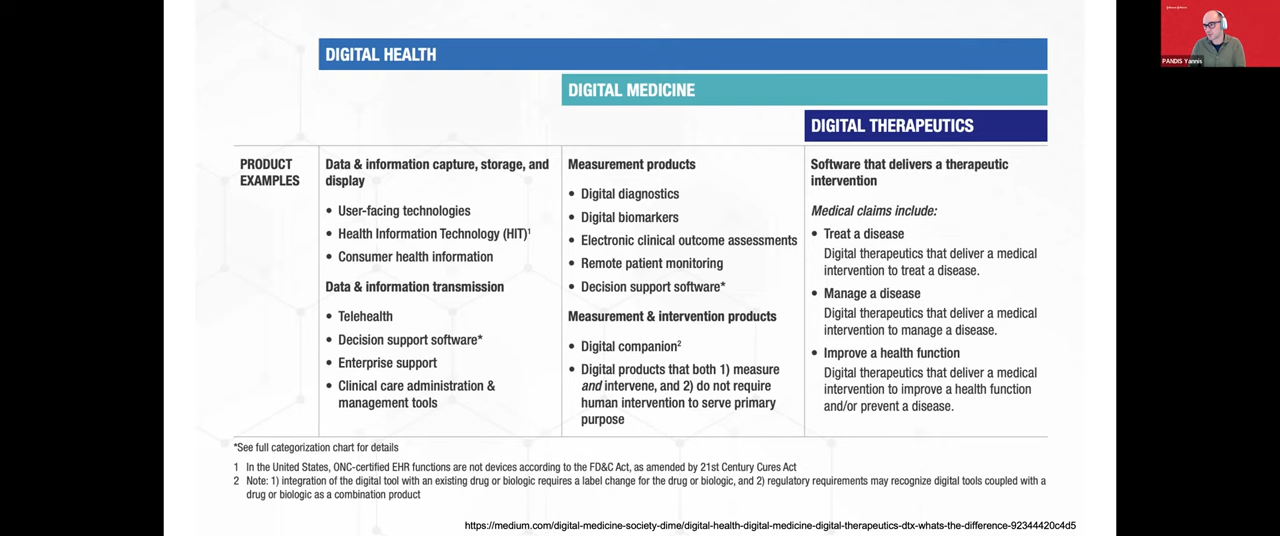 DIGITAL HEALTH
DIGITAL MEDICINE
DIGITAL THERAPEUTICS
PRODUCT
EXAMPLES
Data & information capture, storage, and
display
• User-facing technologies
• Health Information Technology (HIT)¹
• Consumer health information
Data & information transmission
• Telehealth
• Decision support software*
• Enterprise support
• Clinical care administration &
management tools
Measurement products
• Digital diagnostics
• Digital biomarkers
• Electronic clinical outcome assessments
• Remote patient monitoring
• Decision support software*
Measurement & intervention products
• Digital companion²
• Digital products that both 1) measure
and intervene, and 2) do not require
human intervention to serve primary
purpose
Software that delivers a therapeutic
intervention
Medical claims include:
• Treat a disease
Digital therapeutics that deliver a medical
intervention to treat a disease.
• Manage a disease
Digital therapeutics that deliver a medical
intervention to manage a disease.
• Improve a health function
Digital therapeutics that deliver a medical
intervention to improve a health function
and/or prevent a disease.
*See full categorization chart for details
1 In the United States, ONC-certified EHR functions are not devices according to the FD&C Act, as amended by 21st Century Cures Act
2 Note: 1) integration of the digital tool with an existing drug or biologic requires a label change for the drug or biologic, and 2) regulatory requirements may recognize digital tools coupled with a
drug or biologic as a combination product
https://medium.com/digital-medicine-society-dime/digital-health-digital-medicine-digital-therapeutics-dtx-whats-the-difference-92344420c4d5
PANDIS Yannis